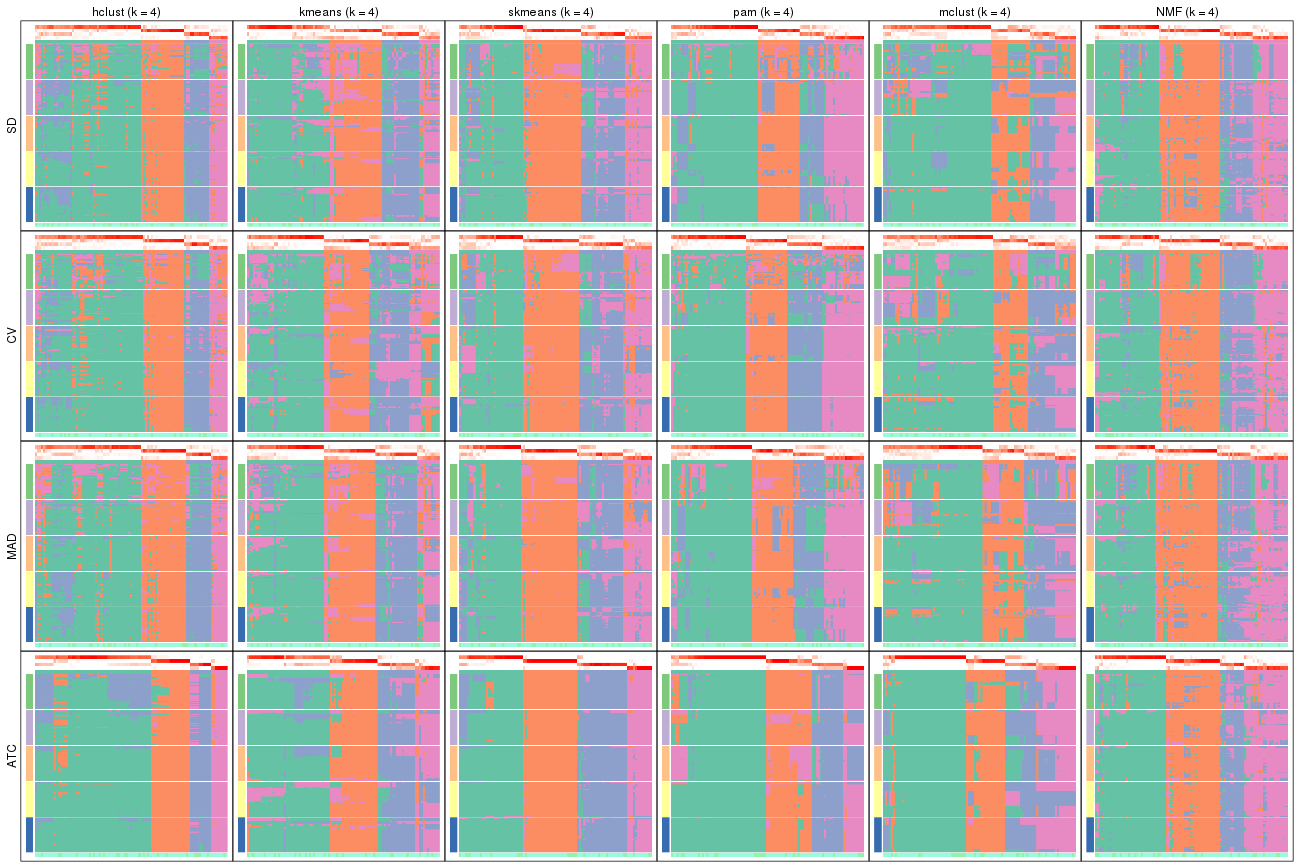 hclust (k = 4) kmeans (k = 4) skmeans (k = 4) pam (k = 4) mclust (k = 4) NMF (k = 4)
SD
CV
MAD
ATC